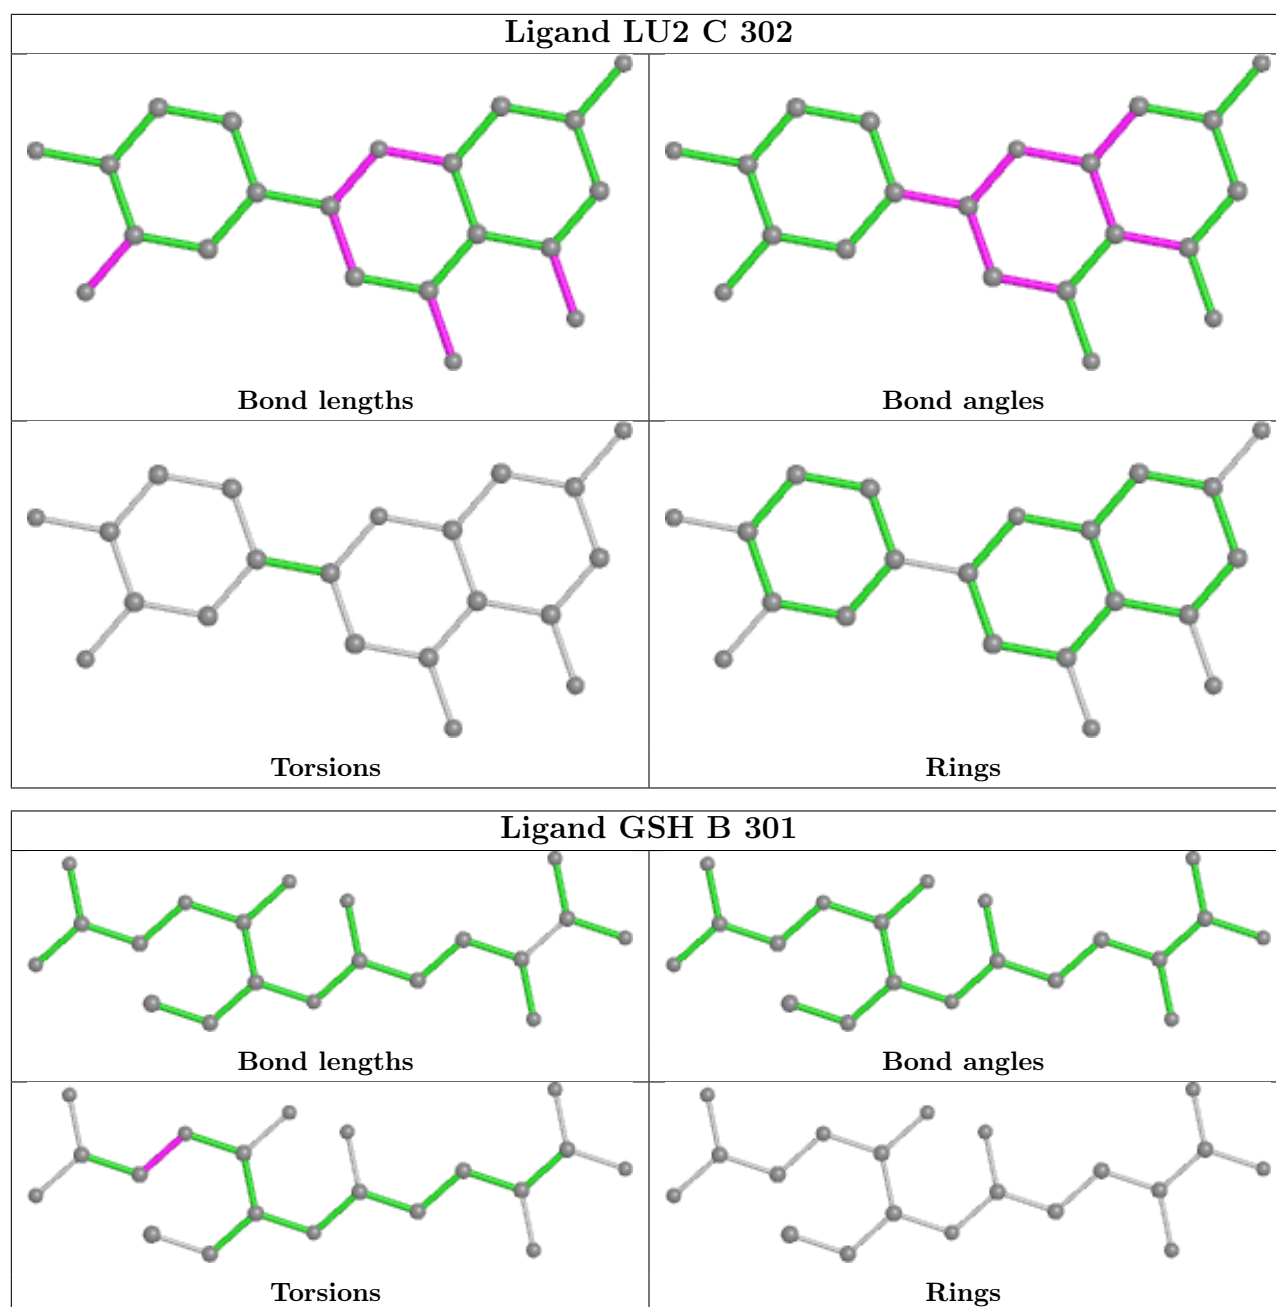 Ligand LU2 C 302
Bond lengths
Bond angles
Torsions
Rings
Ligand GSH B 301
Bond lengths
Bond angles
Torsions
Rings